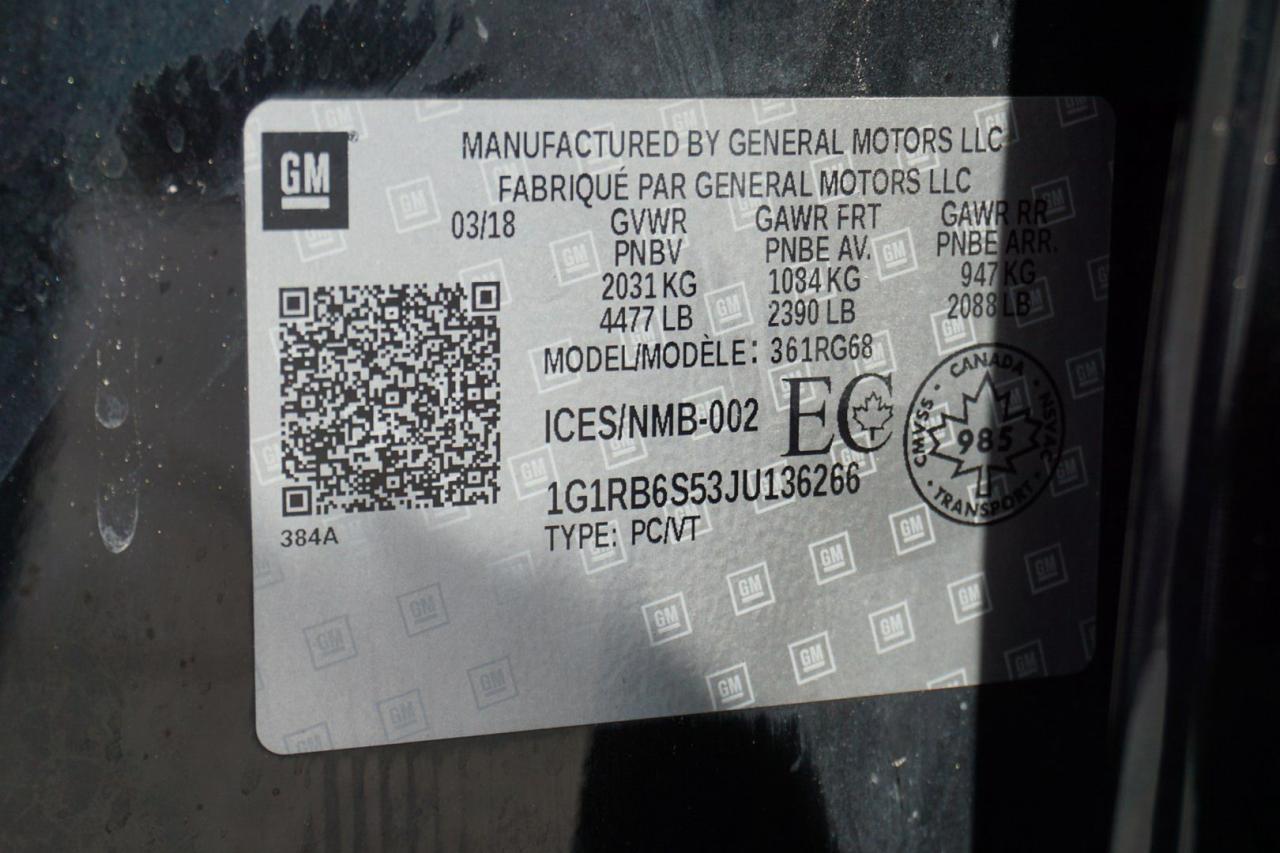 GM
MANUFACTURED BY GENERAL MOTORS LLC
FABRIQUÉ PAR GENERAL MOTORS LLC
03/18 GVWR GAWR FRT GAWR RR
PNBV PNBE AV. PNBE ARR.
2031 KG 1084 KG 947 KG
4477 LB 2390 LB 2088 LB
MODEL/MODÈLE: 361RG68
ICES/NMB-002 EC
1G1RB6S53JU136266
TYPE: PC/VT
384A
CANADA
CMVSS · NSVAC
985
TRANSPORT